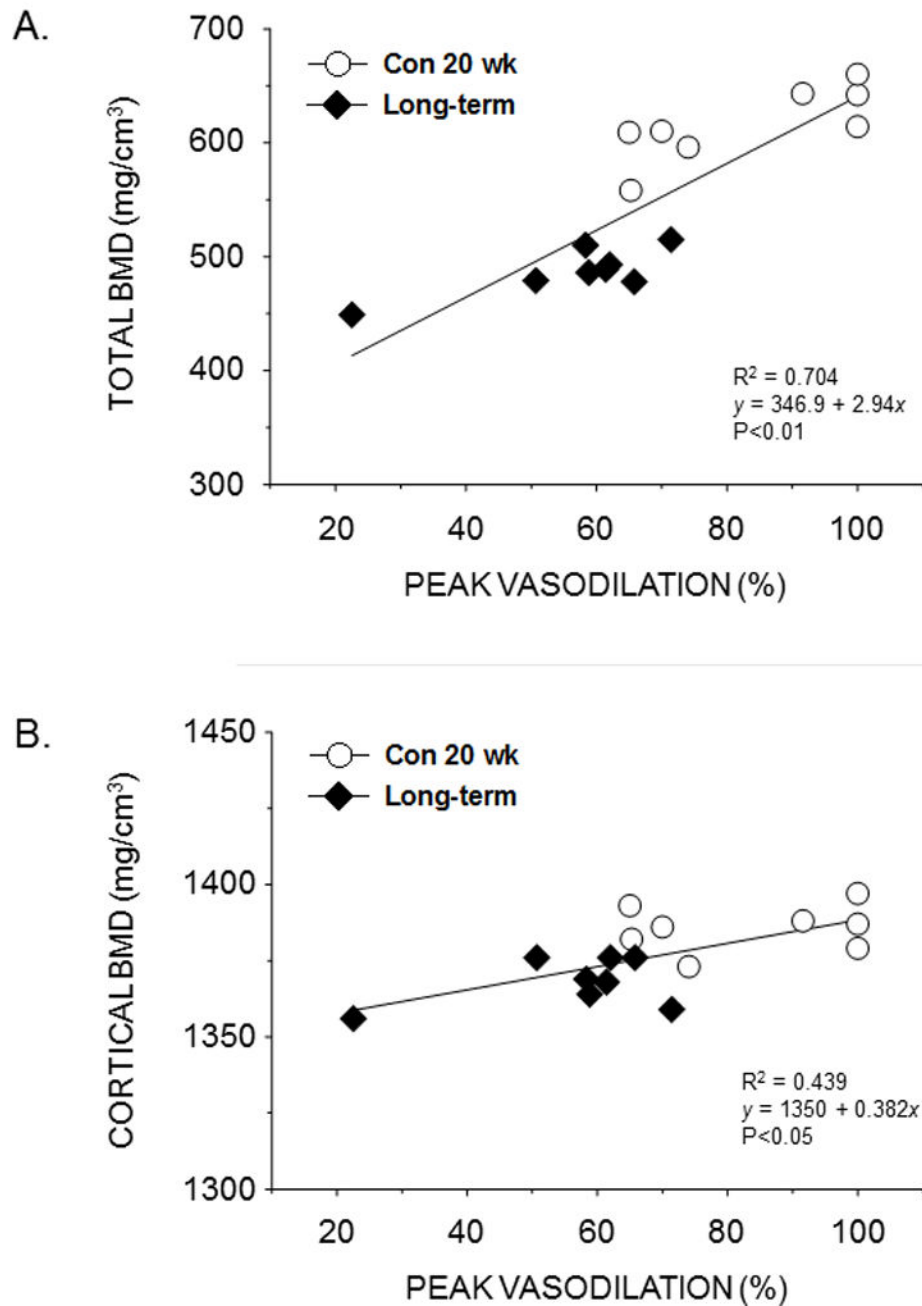 A.
700
600
500
400
300
TOTAL BMD (mg/cm³)
Con 20 wk
Long-term
R² = 0.704
y = 346.9 + 2.94x
P<0.01
20 40 60 80 100
PEAK VASODILATION (%)
B.
1450
1400
1350
1300
CORTICAL BMD (mg/cm³)
Con 20 wk
Long-term
R² = 0.439
y = 1350 + 0.382x
P<0.05
20 40 60 80 100
PEAK VASODILATION (%)